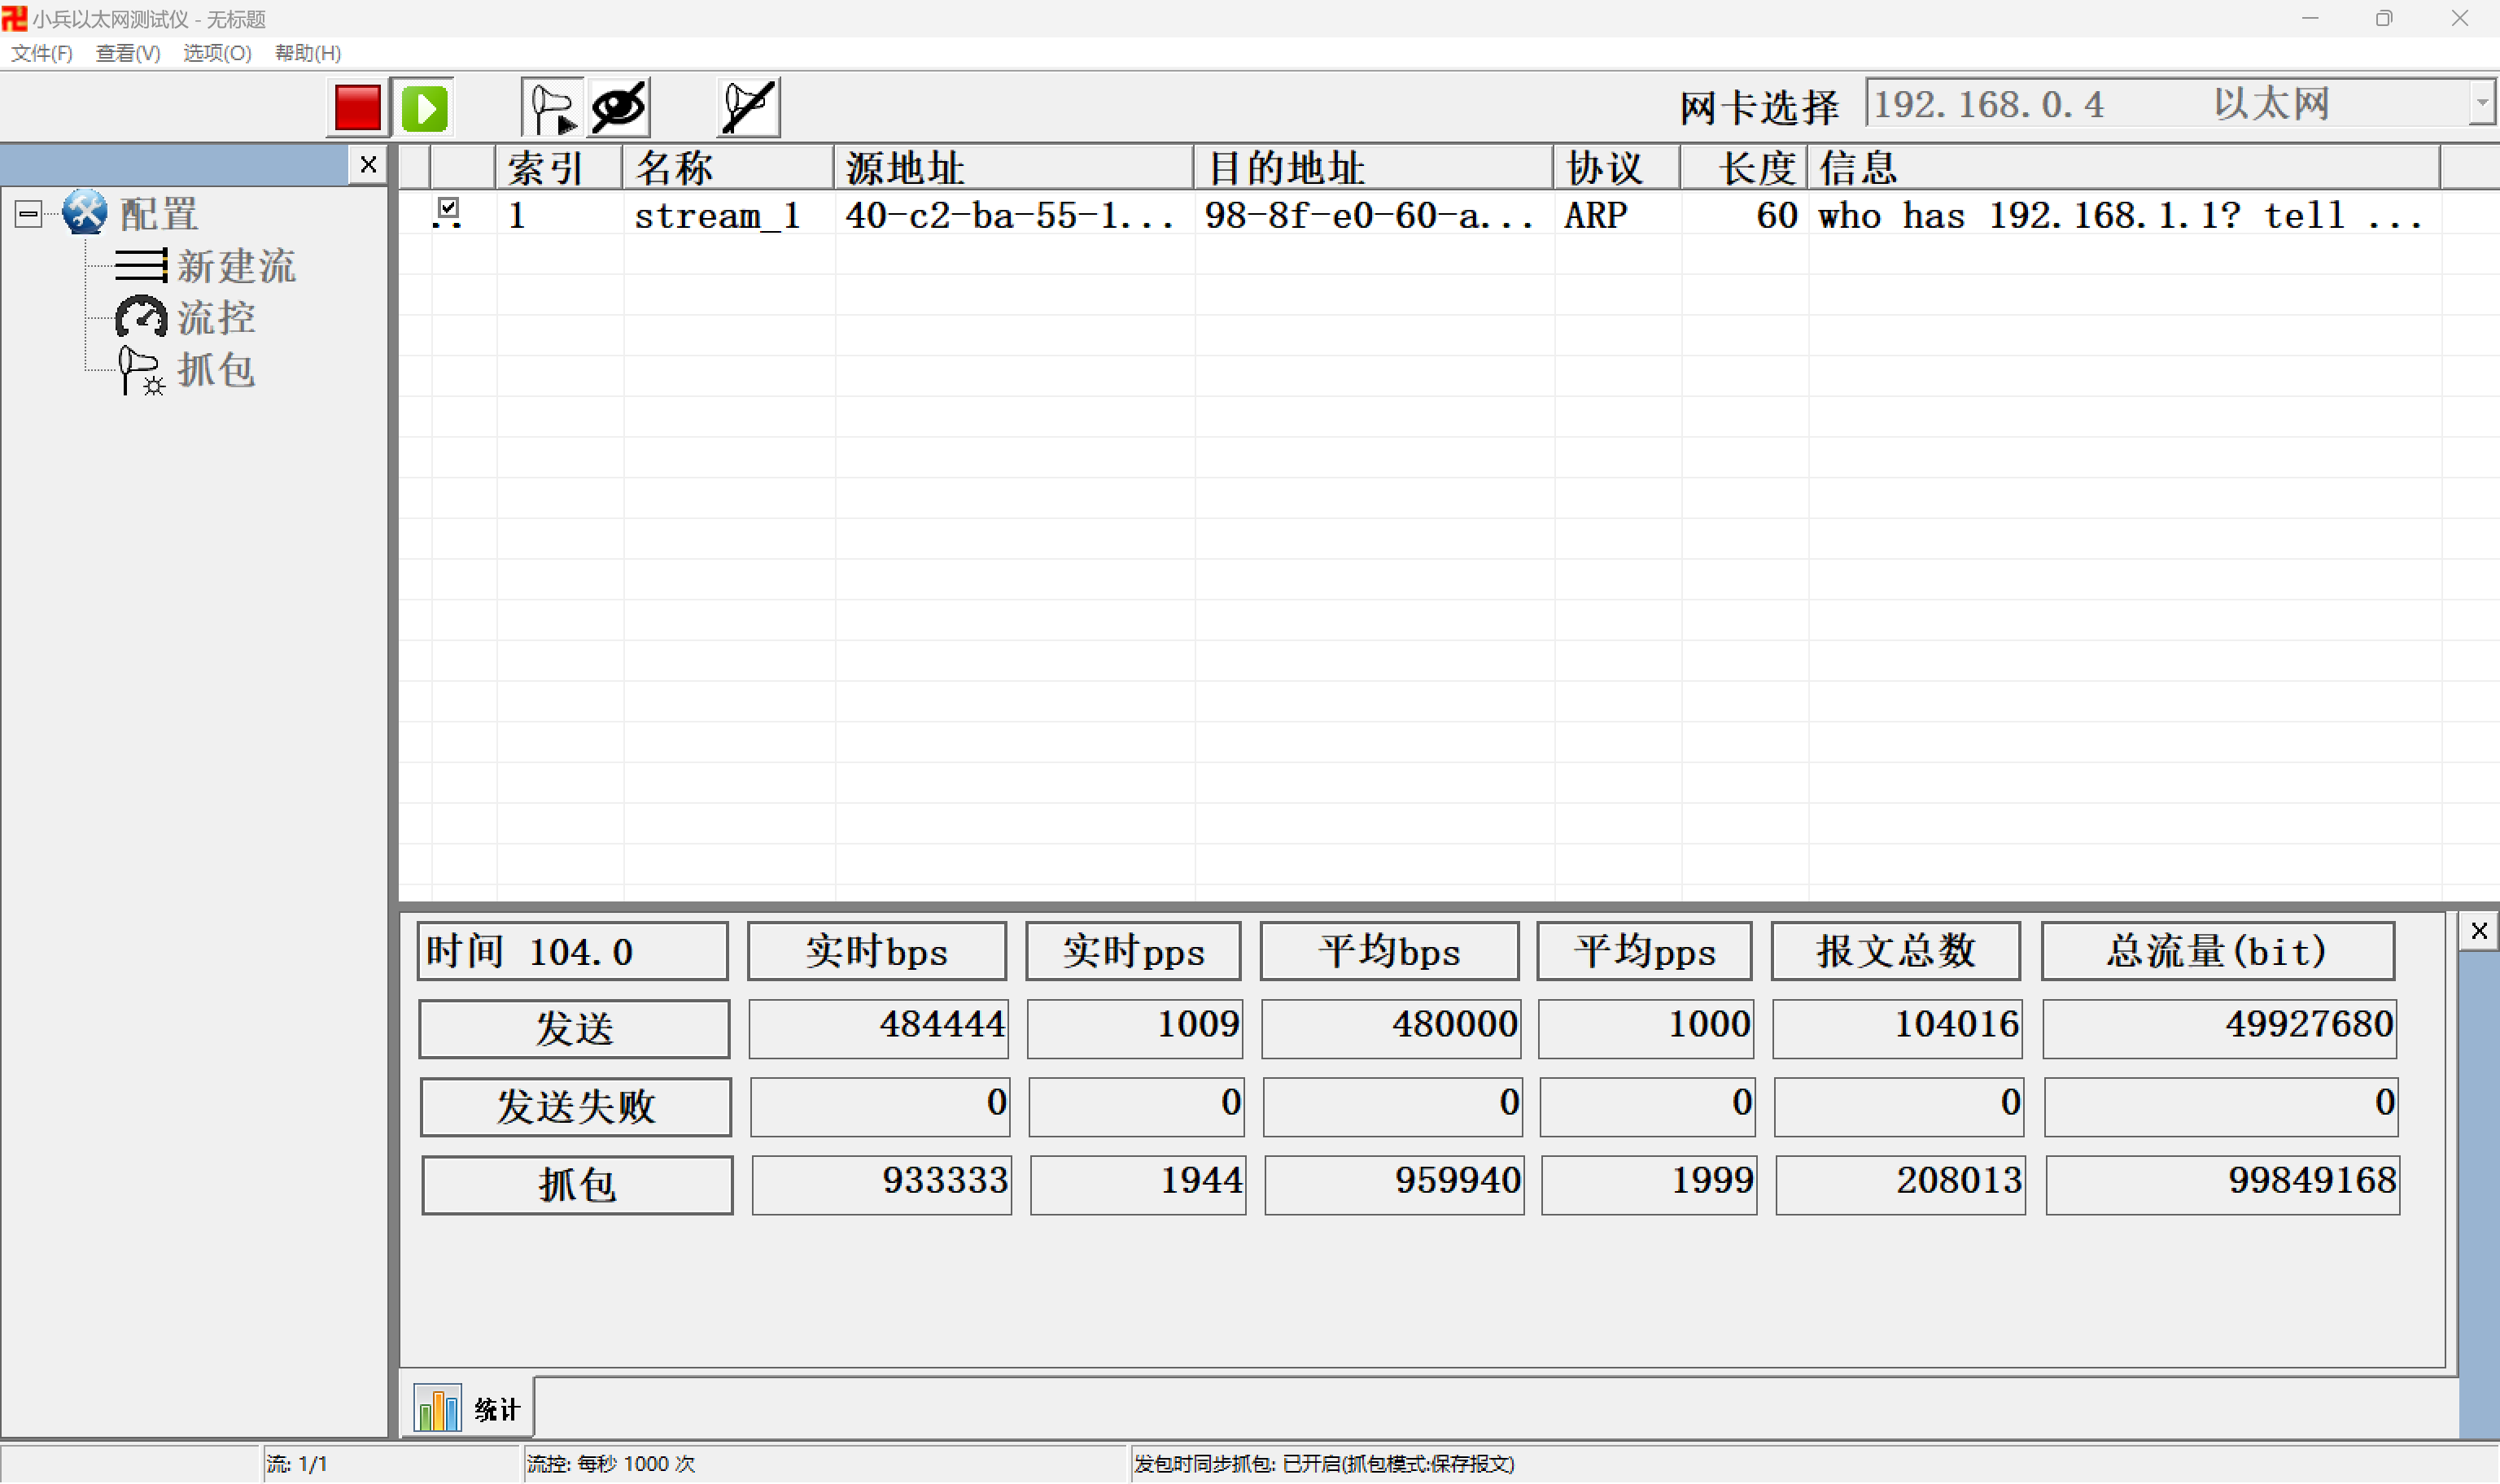 小兵以太网测试仪 - 无标题
文件(F) 查看(V) 选项(O) 帮助(H)
网卡选择 192.168.0.4 以太网
配置
新建流
流控
抓包
索引 名称 源地址 目的地址 协议 长度 信息
1 stream_1 40-c2-ba-55-1... 98-8f-e0-60-a... ARP 60 who has 192.168.1.1? tell ...
时间 104.0 实时bps 实时pps 平均bps 平均pps 报文总数 总流量(bit)
发送 484444 1009 480000 1000 104016 49927680
发送失败 0 0 0 0 0 0
抓包 933333 1944 959940 1999 208013 99849168
统计
流: 1/1 流控: 每秒 1000 次 发包时同步抓包: 已开启(抓包模式:保存报文)